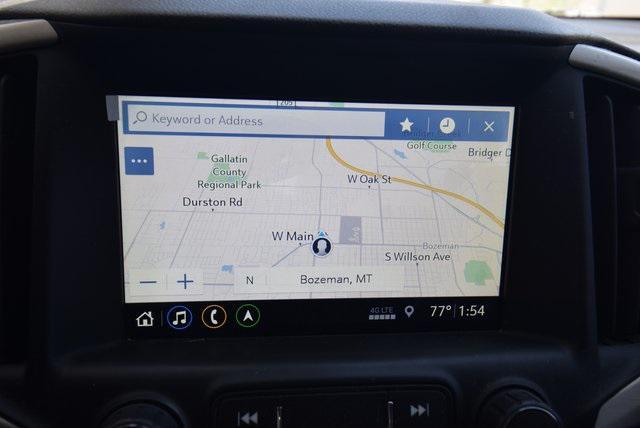 205
Keyword or Address
Golf Course
Bridger D
Gallatin
County
Regional Park
W Oak St
Durston Rd
W Main
Bozeman
S Willson Ave
N
Bozeman, MT
4G LTE
77° 1:54